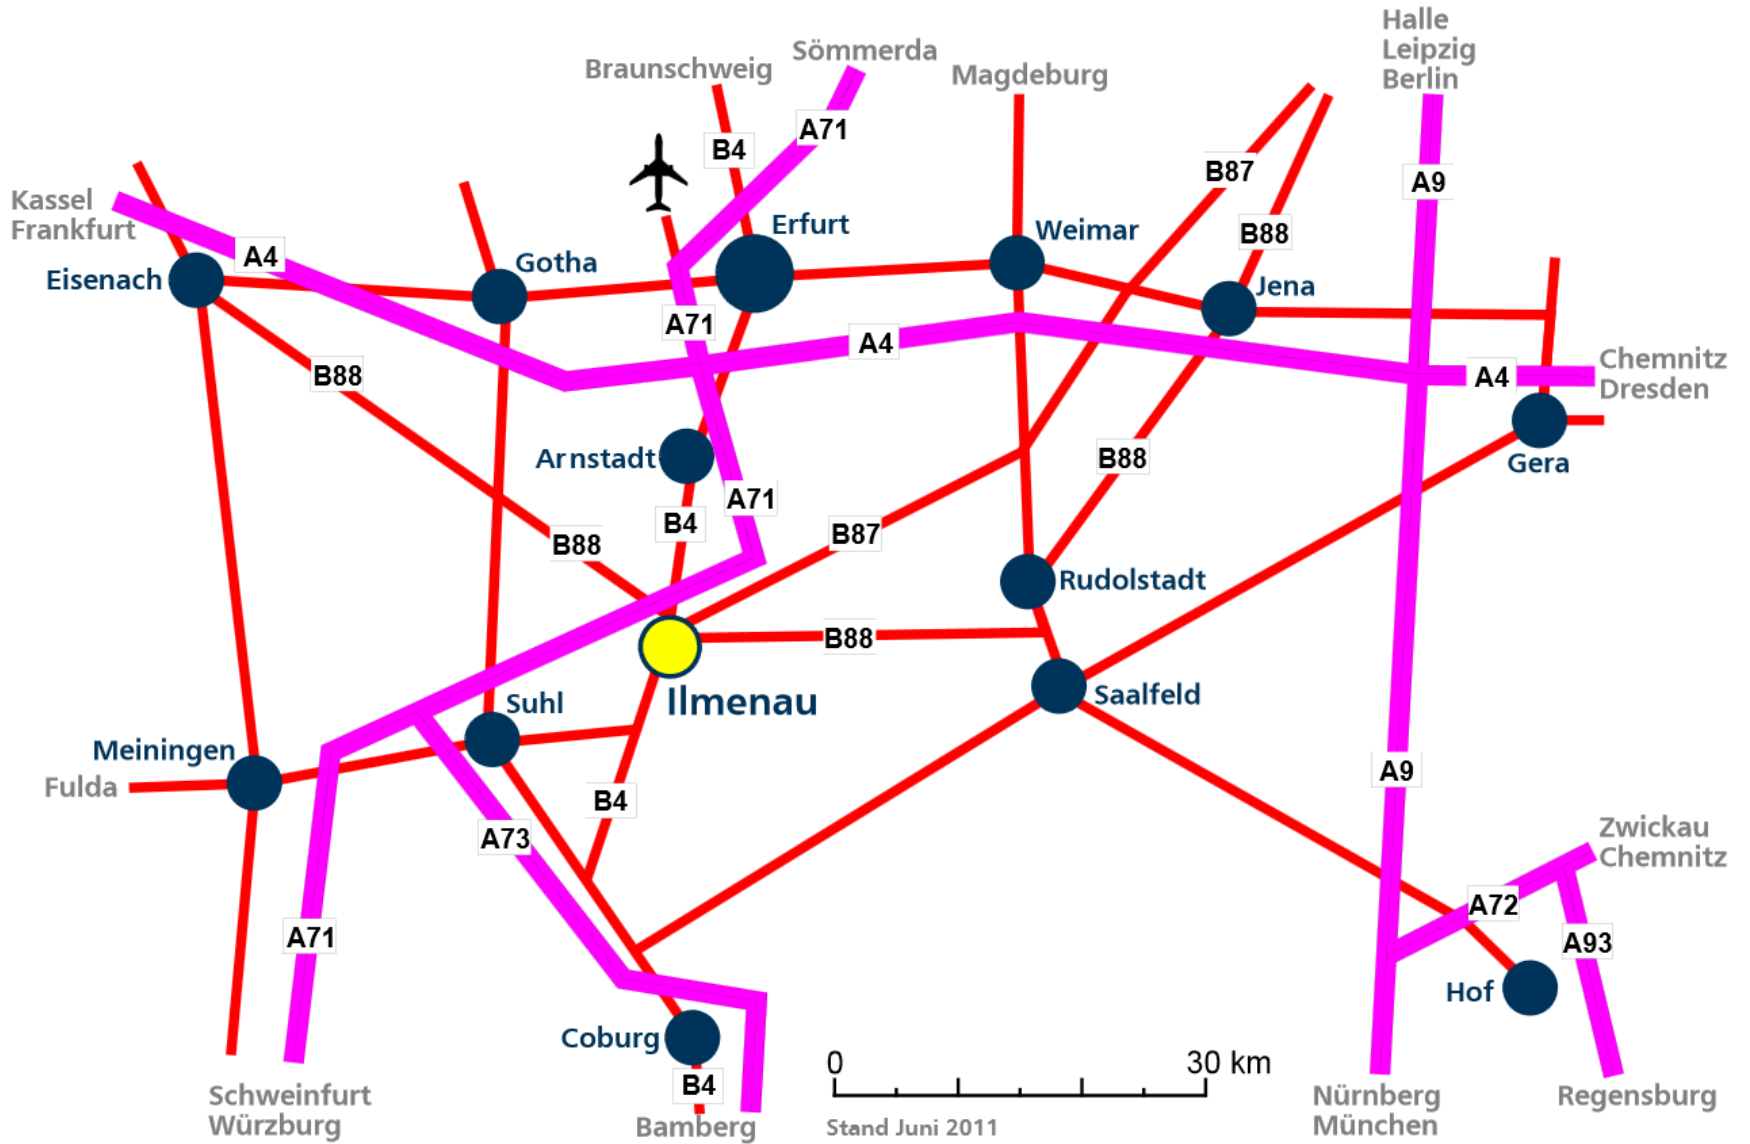 Halle
Leipzig
Berlin
Sömmerda
Braunschweig
Magdeburg
A71
B4
B87
A9
Kassel
Frankfurt
Erfurt
Weimar
B88
A4
Gotha
Eisenach
Jena
A71
A4
Chemnitz
Dresden
B88
A4
Arnstadt
B88
Gera
A71
B4
B87
B88
Rudolstadt
B88
Ilmenau
Saalfeld
Suhl
Meiningen
Fulda
A9
B4
A73
Zwickau
Chemnitz
A72
A71
A93
Hof
Coburg
0 30 km
B4
Schweinfurt
Würzburg
Bamberg
Stand Juni 2011
Nürnberg
München
Regensburg